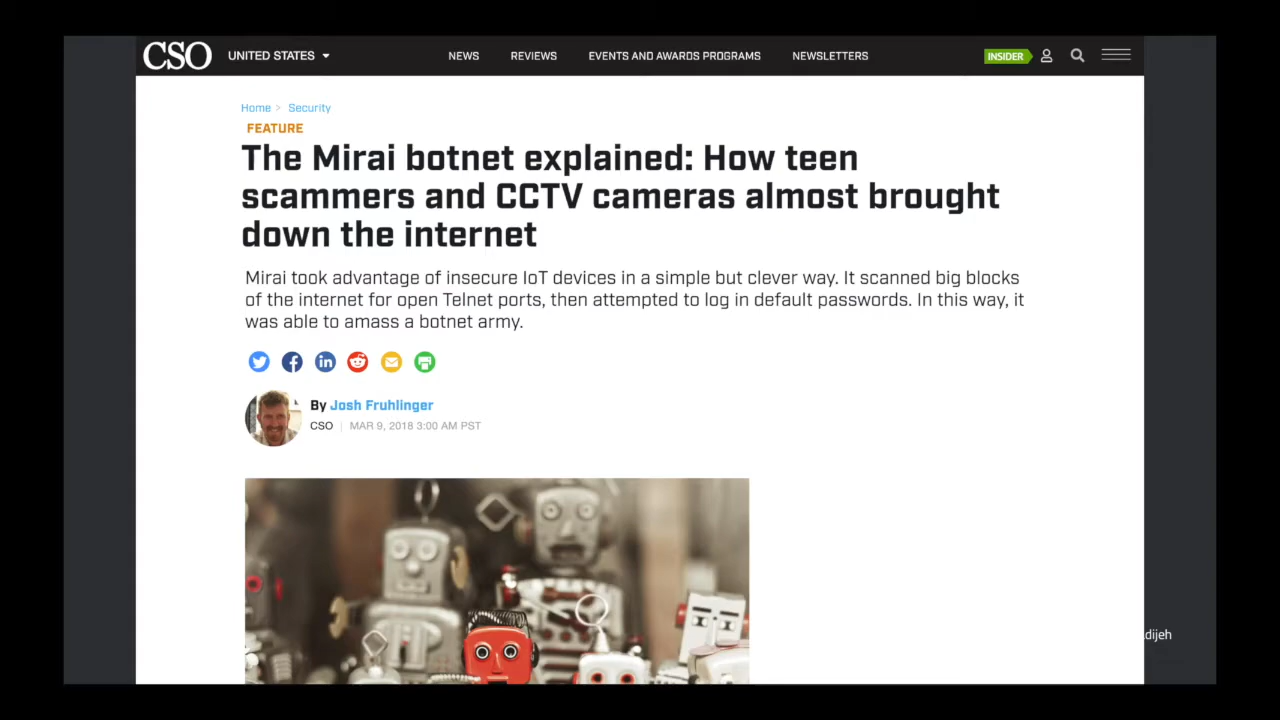 CSO UNITED STATES NEWS REVIEWS EVENTS AND AWARDS PROGRAMS NEWSLETTERS INSIDER
Home > Security
FEATURE
The Mirai botnet explained: How teen
scammers and CCTV cameras almost brought
down the internet
Mirai took advantage of insecure IoT devices in a simple but clever way. It scanned big blocks
of the internet for open Telnet ports, then attempted to log in default passwords. In this way, it
was able to amass a botnet army.
By Josh Fruhlinger
CSO | MAR 9, 2018 3:00 AM PST